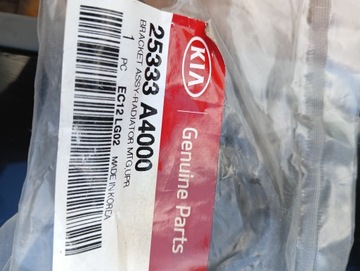 KIA
Genuine Parts
25333 A4000
BRACKET ASSY-RADIATOR MTG,UPR
1 PC EC12 LG02 MADE IN KOREA